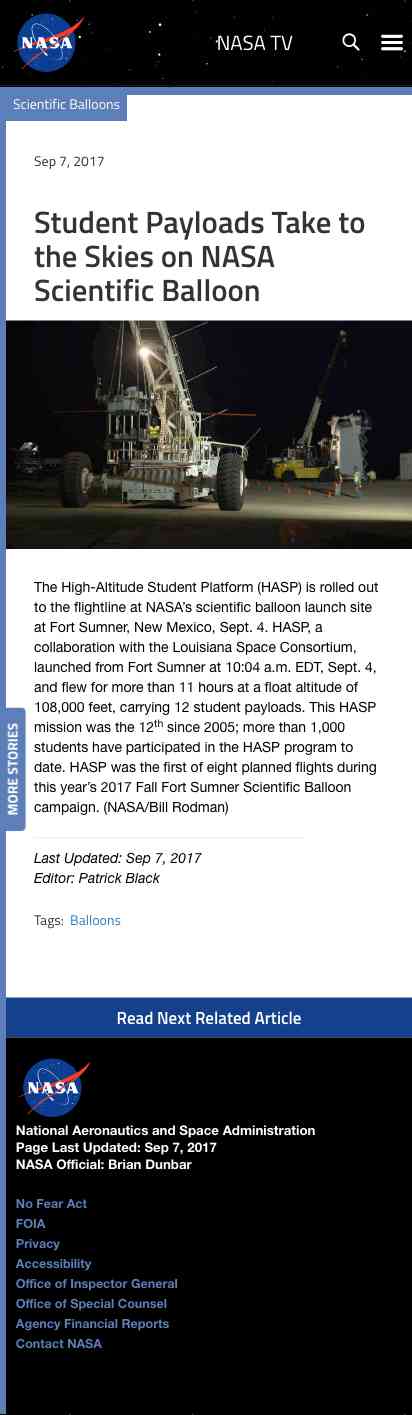 NASA
NASA TV
Scientific Balloons
Sep 7, 2017
Student Payloads Take to
the Skies on NASA
Scientific Balloon
The High-Altitude Student Platform (HASP) is rolled out
to the flightline at NASA's scientific balloon launch site
at Fort Sumner, New Mexico, Sept. 4. HASP, a
collaboration with the Louisiana Space Consortium,
launched from Fort Sumner at 10:04 a.m. EDT, Sept. 4,
and flew for more than 11 hours at a float altitude of
108,000 feet, carrying 12 student payloads. This HASP
mission was the 12th since 2005; more than 1,000
students have participated in the HASP program to
date. HASP was the first of eight planned flights during
this year's 2017 Fall Fort Sumner Scientific Balloon
campaign. (NASA/Bill Rodman)
MORE STORIES
Last Updated: Sep 7, 2017
Editor: Patrick Black
Tags: Balloons
Read Next Related Article
NASA
National Aeronautics and Space Administration
Page Last Updated: Sep 7, 2017
NASA Official: Brian Dunbar
No Fear Act
FOIA
Privacy
Accessibility
Office of Inspector General
Office of Special Counsel
Agency Financial Reports
Contact NASA